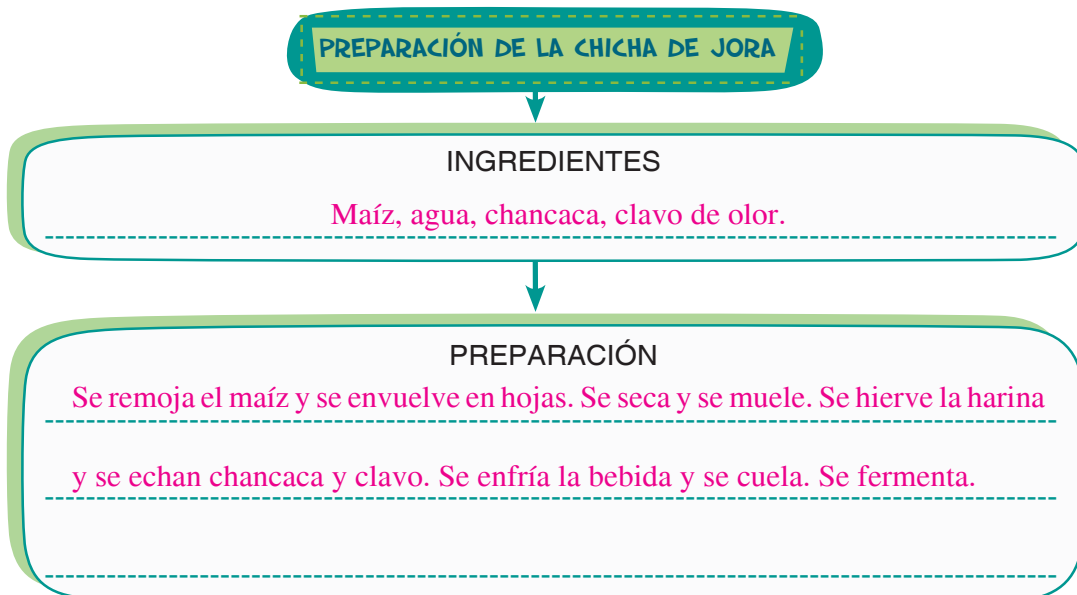 PREPARACIÓN DE LA CHICHA DE JORA
INGREDIENTES
Maíz, agua, chancaca, clavo de olor.
PREPARACIÓN
Se remoja el maíz y se envuelve en hojas. Se seca y se muele. Se hierve la harina
y se echan chancaca y clavo. Se enfría la bebida y se cuela. Se fermenta.